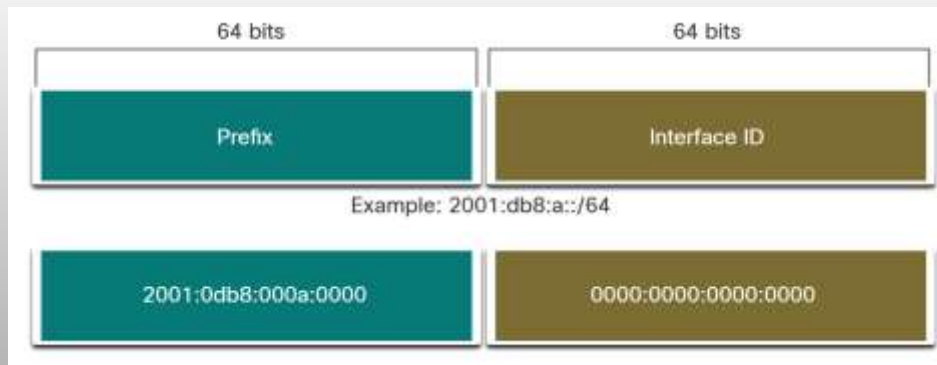 64 bits 64 bits
Prefix Interface ID
Example: 2001:db8:a::/64
2001:0db8:000a:0000 0000:0000:0000:0000